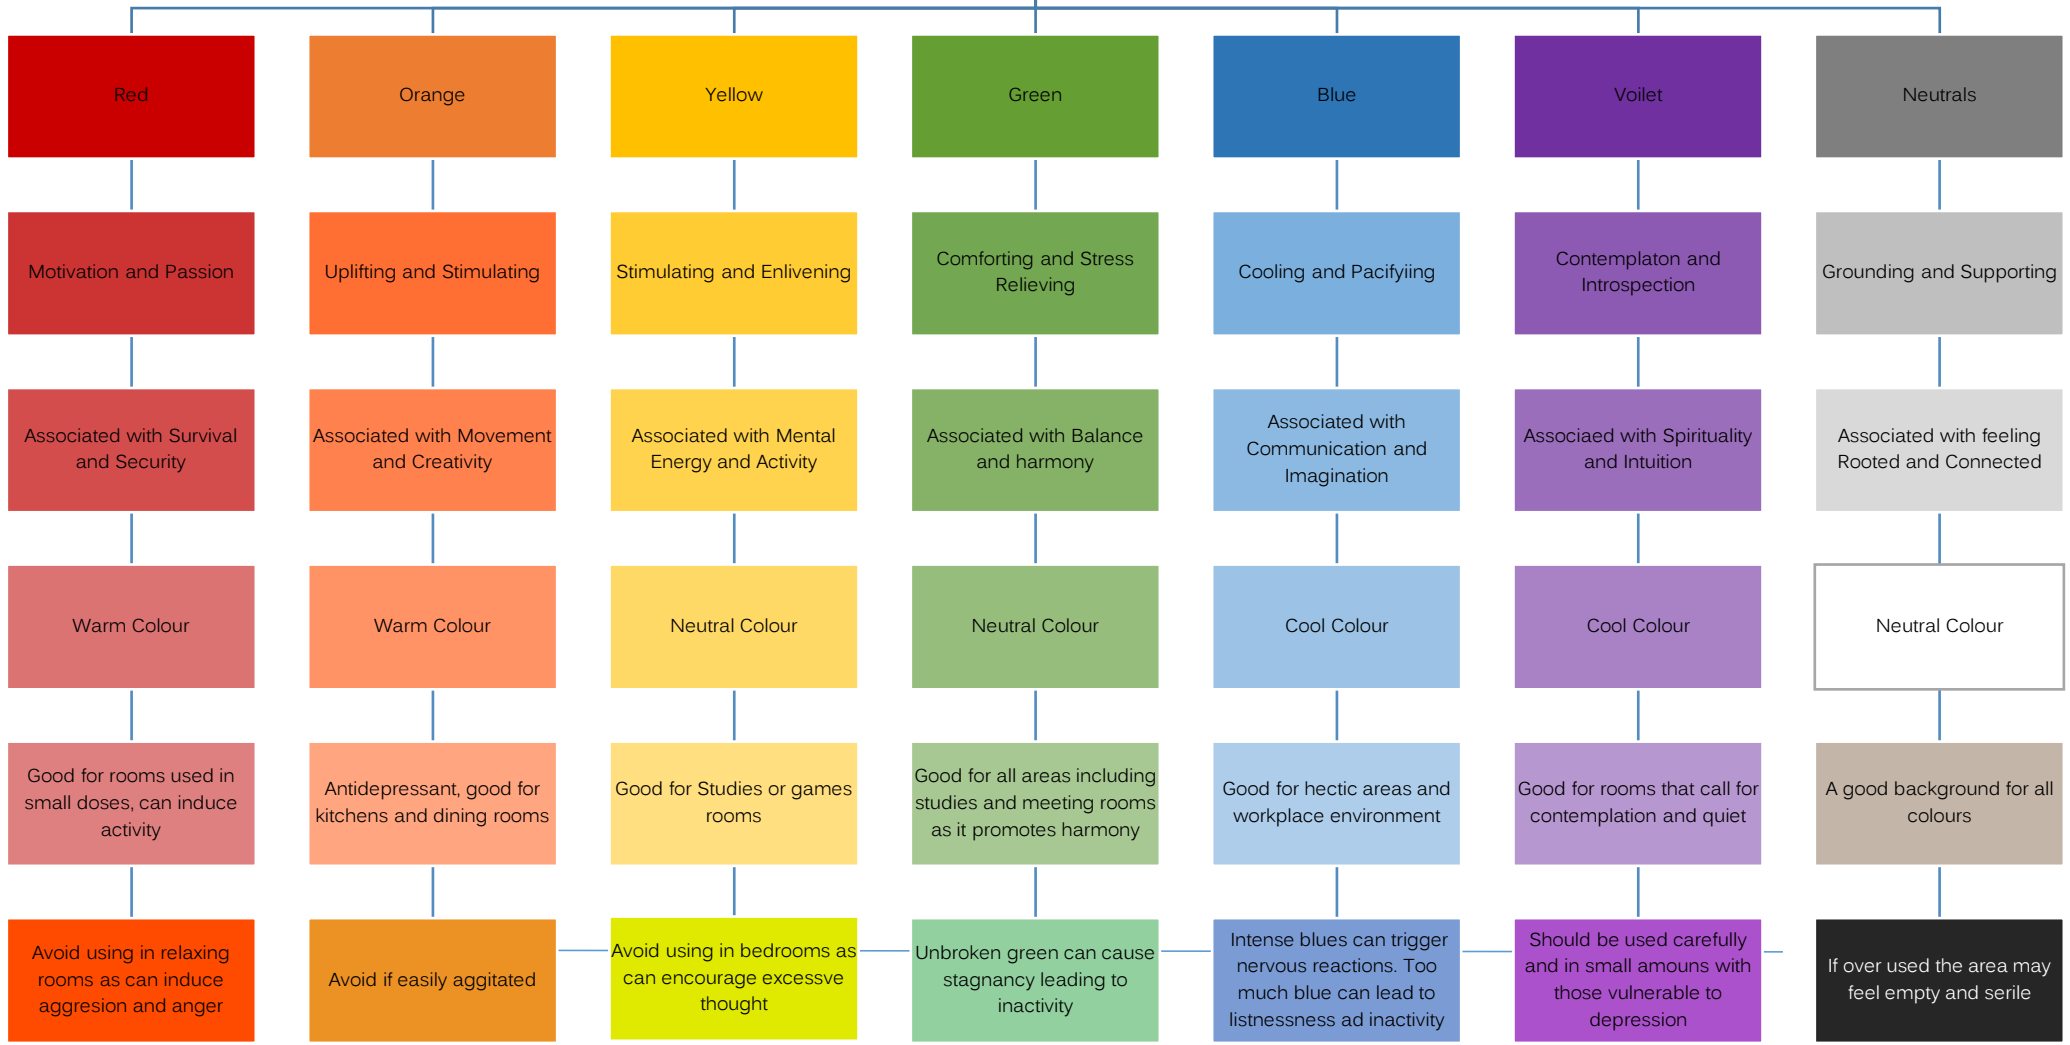 Red
Orange
Yellow
Green
Blue
Voilet
Neutrals
Motivation and Passion
Uplifting and Stimulating
Stimulating and Enlivening
Comforting and Stress
Relieving
Cooling and Pacifyiing
Contemplaton and
Introspection
Grounding and Supporting
Associated with Survival
and Security
Associated with Movement
and Creativity
Associated with Mental
Energy and Activity
Associated with Balance
and harmony
Associated with
Communication and
Imagination
Associaed with Spirituality
and Intuition
Associated with feeling
Rooted and Connected
Warm Colour
Warm Colour
Neutral Colour
Neutral Colour
Cool Colour
Cool Colour
Neutral Colour
Good for rooms used in
small doses, can induce
activity
Antidepressant, good for
kitchens and dining rooms
Good for Studies or games
rooms
Good for all areas including
studies and meeting rooms
as it promotes harmony
Good for hectic areas and
workplace environment
Good for rooms that call for
contemplation and quiet
A good background for all
colours
Avoid using in relaxing
rooms as can induce
aggresion and anger
Avoid if easily aggitated
Avoid using in bedrooms as
can encourage excessve
thought
Unbroken green can cause
stagnancy leading to
inactivity
Intense blues can trigger
nervous reactions. Too
much blue can lead to
listnessness ad inactivity
Should be used carefully
and in small amouns with
those vulnerable to
depression
If over used the area may
feel empty and serile